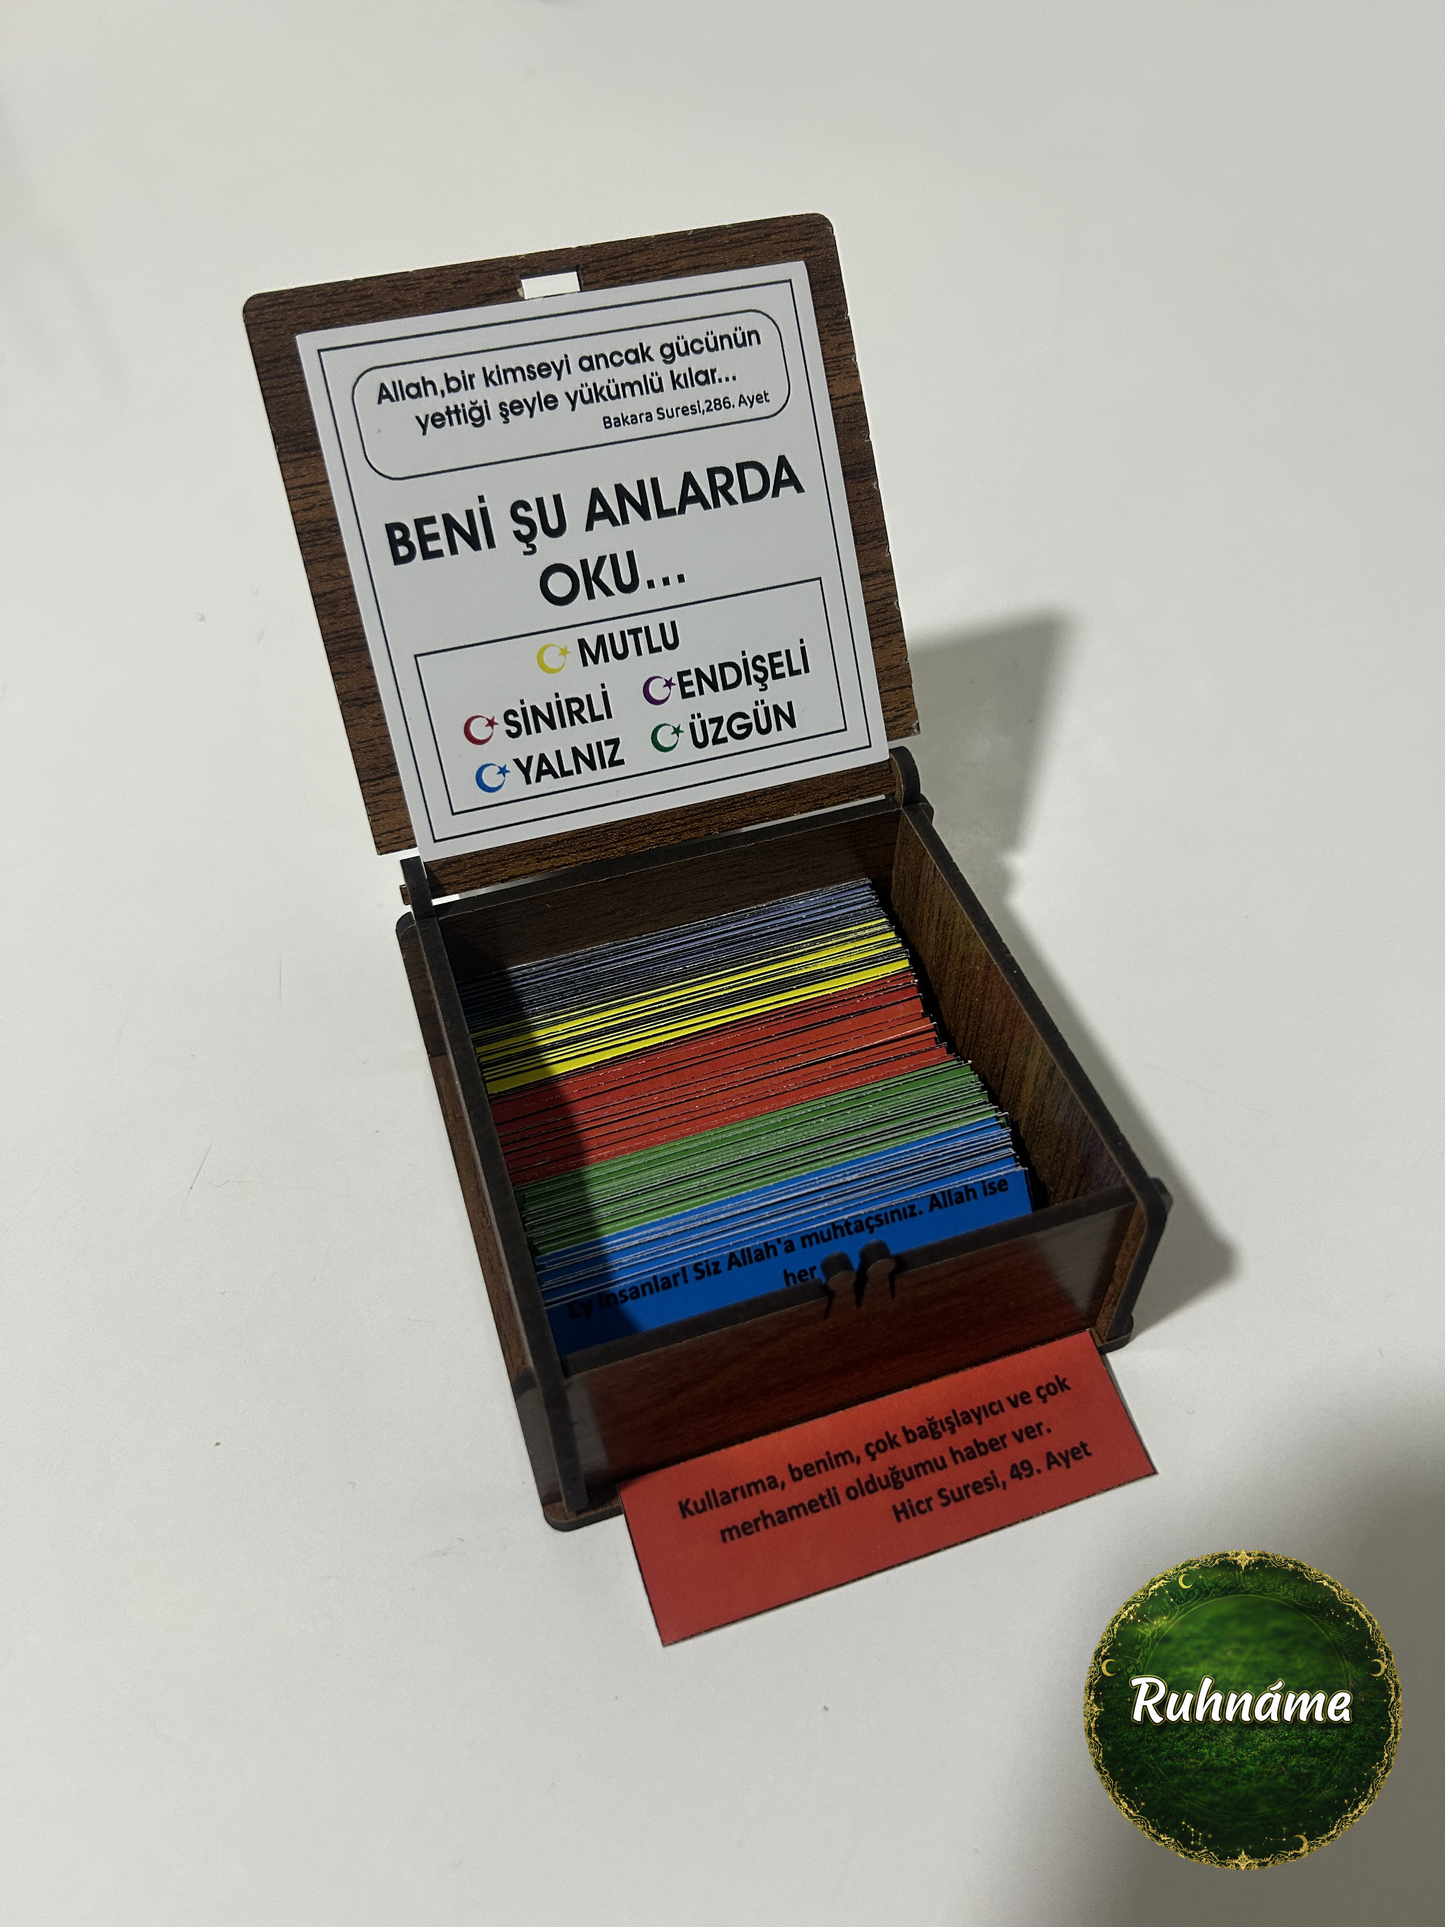 Allah,bir kimseyi ancak gücünün
yettiği şeyle yükümlü kılar...
Bakara Suresi,286. Ayet
BENİ ŞU ANLARDA
OKU...
MUTLU
SİNİRLİ ENDİŞELİ
YALNIZ ÜZGÜN
Ey insanlar! Siz Allah'a muhtaçsınız. Allah ise
her
Kullarıma, benim, çok bağışlayıcı ve çok
merhametli olduğumu haber ver.
Hicr Suresi, 49. Ayet
Ruhnáme